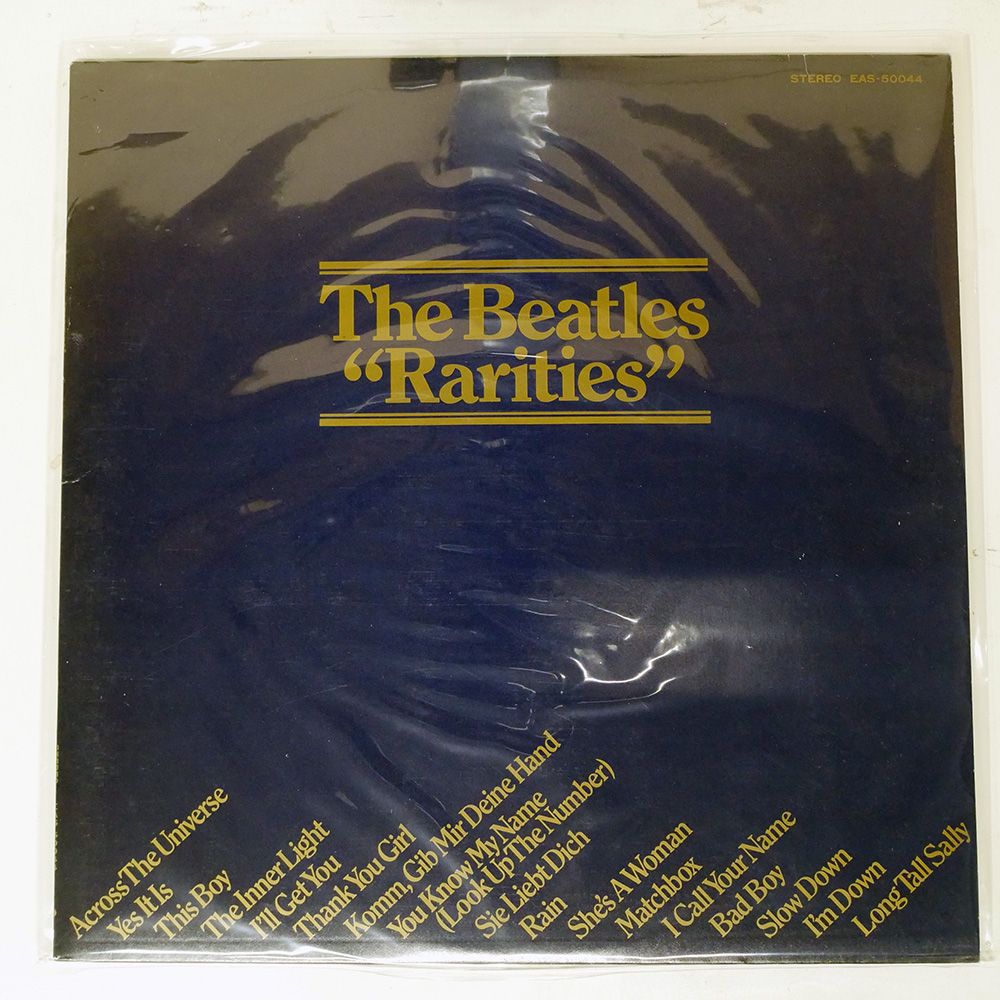 STEREO EAS-50044
The Beatles
“Rarities”
Across The Universe
Yes It Is
This Boy
The Inner Light
I'll Get You
Thank You Girl
Komm, Gib Mir Deine Hand
You Know My Name
(Look Up The Number)
Sie Liebt Dich
Rain
She's A Woman
Matchbox
I Call Your Name
Bad Boy
Slow Down
I'm Down
Long Tall Sally